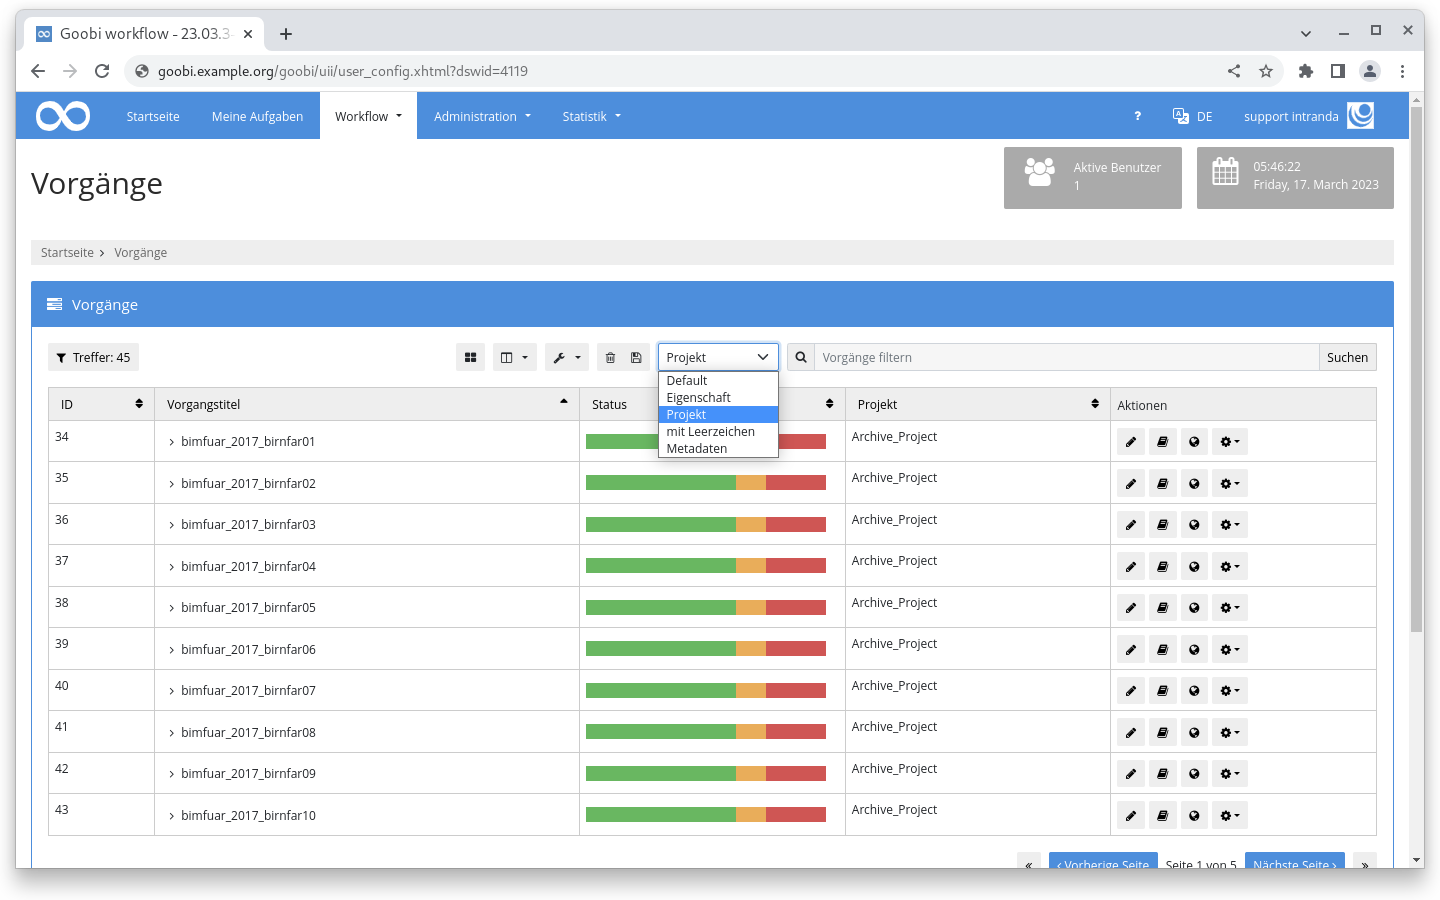 Goobi workflow - 23.03.3-
goobi.example.org/goobi/uii/user_config.xhtml?dswid=4119
Startseite Meine Aufgaben Workflow Administration Statistik ? DE support intranda
Vorgänge
Aktive Benutzer
1
05:46:22
Friday, 17. March 2023
Startseite Vorgänge
Vorgänge
Treffer: 45 Projekt Vorgänge filtern Suchen
Default
Eigenschaft
Projekt
mit Leerzeichen
Metadaten
ID Vorgangstitel Status Projekt Aktionen
34 bimfuar_2017_birnfar01 Archive_Project
35 bimfuar_2017_birnfar02 Archive_Project
36 bimfuar_2017_birnfar03 Archive_Project
37 bimfuar_2017_birnfar04 Archive_Project
38 bimfuar_2017_birnfar05 Archive_Project
39 bimfuar_2017_birnfar06 Archive_Project
40 bimfuar_2017_birnfar07 Archive_Project
41 bimfuar_2017_birnfar08 Archive_Project
42 bimfuar_2017_birnfar09 Archive_Project
43 bimfuar_2017_birnfar10 Archive_Project
« ‹ Vorherige Seite Seite 1 von 5 Nächste Seite › »